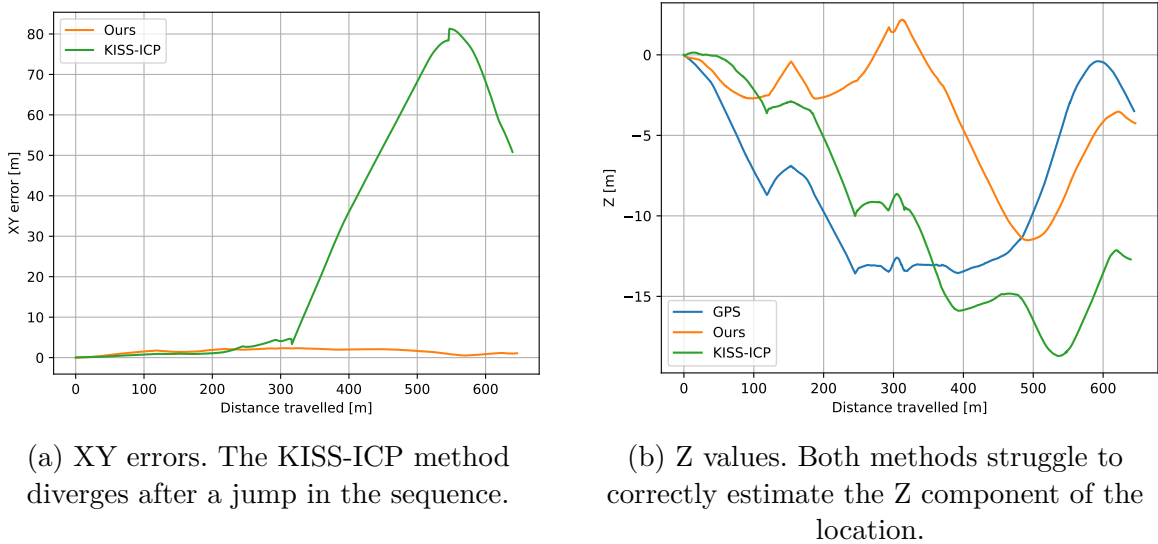 Ours
KISS-ICP
80
70
60
50
40
30
20
10
0
XY error [m]
0 100 200 300 400 500 600
Distance travelled [m]
(a) XY errors. The KISS-ICP method
diverges after a jump in the sequence.
0
−5
−10
−15
Z [m]
GPS
Ours
KISS-ICP
0 100 200 300 400 500 600
Distance travelled [m]
(b) Z values. Both methods struggle to
correctly estimate the Z component of the
location.